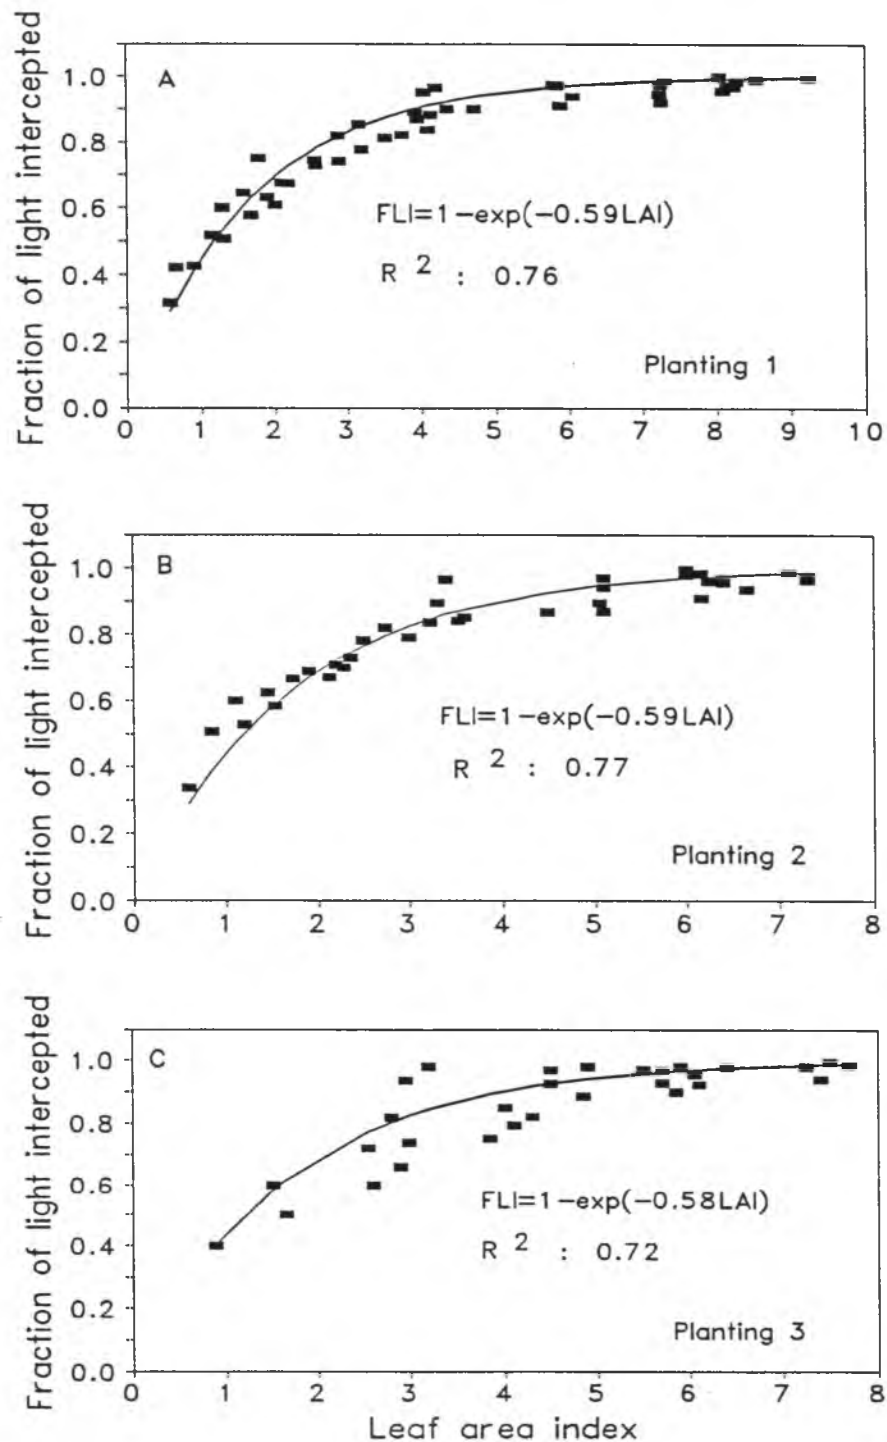 Fraction of light intercepted
A
1.0
0.8
0.6
0.4
0.2
0.0
FLI=1-exp(-0.59LAI)
R 2 : 0.76
Planting 1
0 1 2 3 4 5 6 7 8 9 10
Fraction of light intercepted
B
1.0
0.8
0.6
0.4
0.2
0.0
FLI=1-exp(-0.59LAI)
R 2 : 0.77
Planting 2
0 1 2 3 4 5 6 7 8
Fraction of light intercepted
C
1.0
0.8
0.6
0.4
0.2
0.0
FLI=1-exp(-0.58LAI)
R 2 : 0.72
Planting 3
0 1 2 3 4 5 6 7 8
Leaf area index